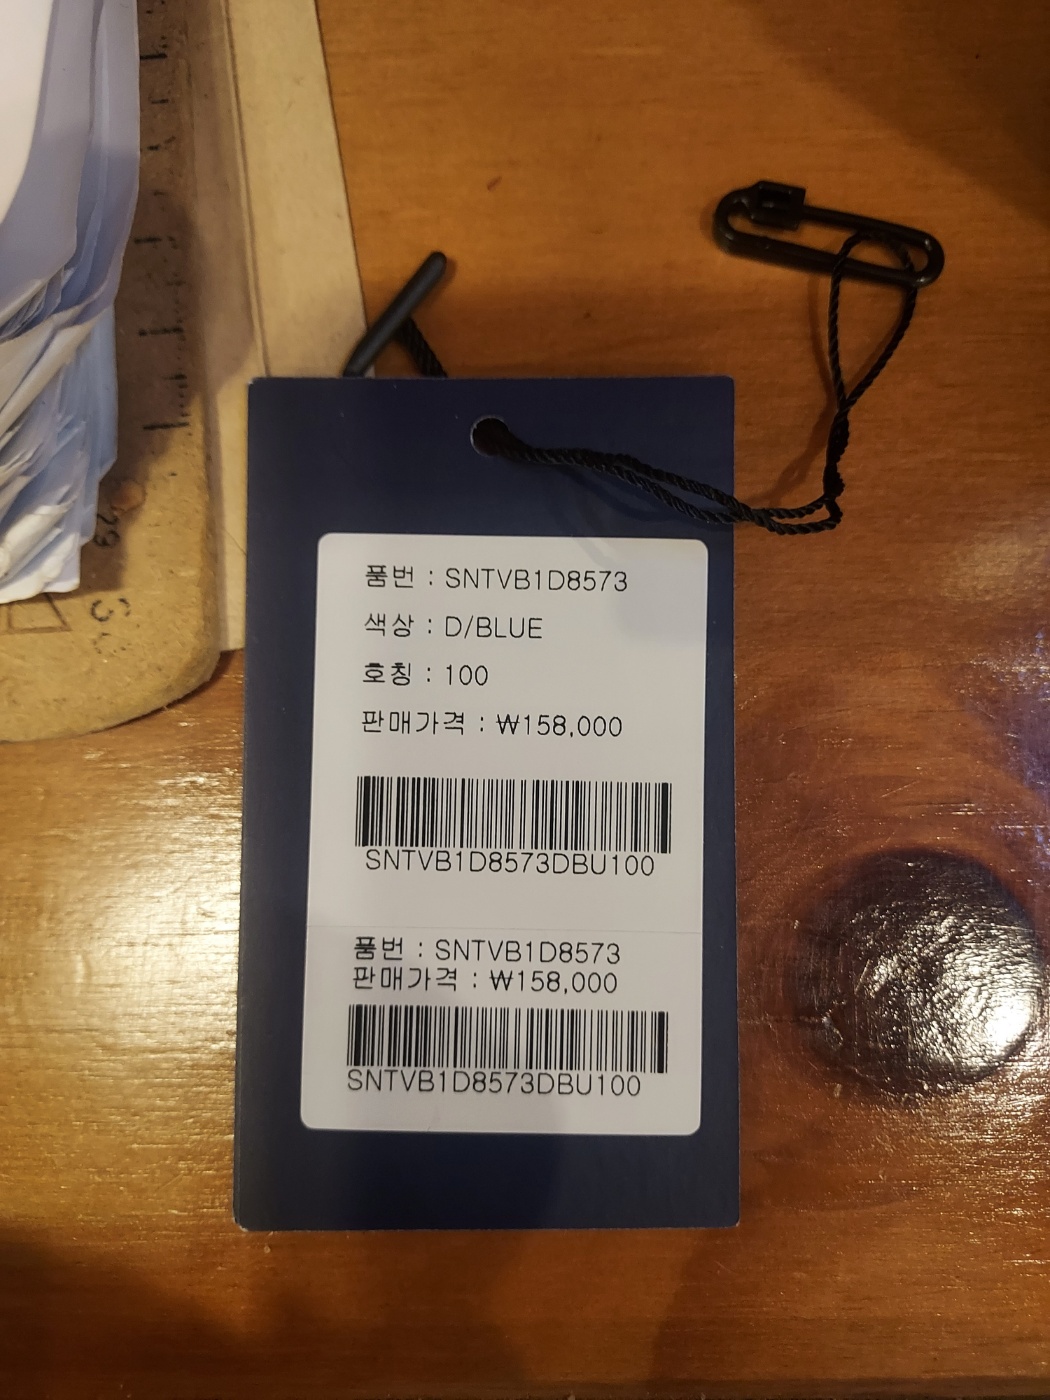 품번 : SNTVB1D8573
색상 : D/BLUE
호칭 : 100
판매가격 : ₩158,000
SNTVB1D8573DBU100
품번 : SNTVB1D8573
판매가격 : ₩158,000
SNTVB1D8573DBU100
29